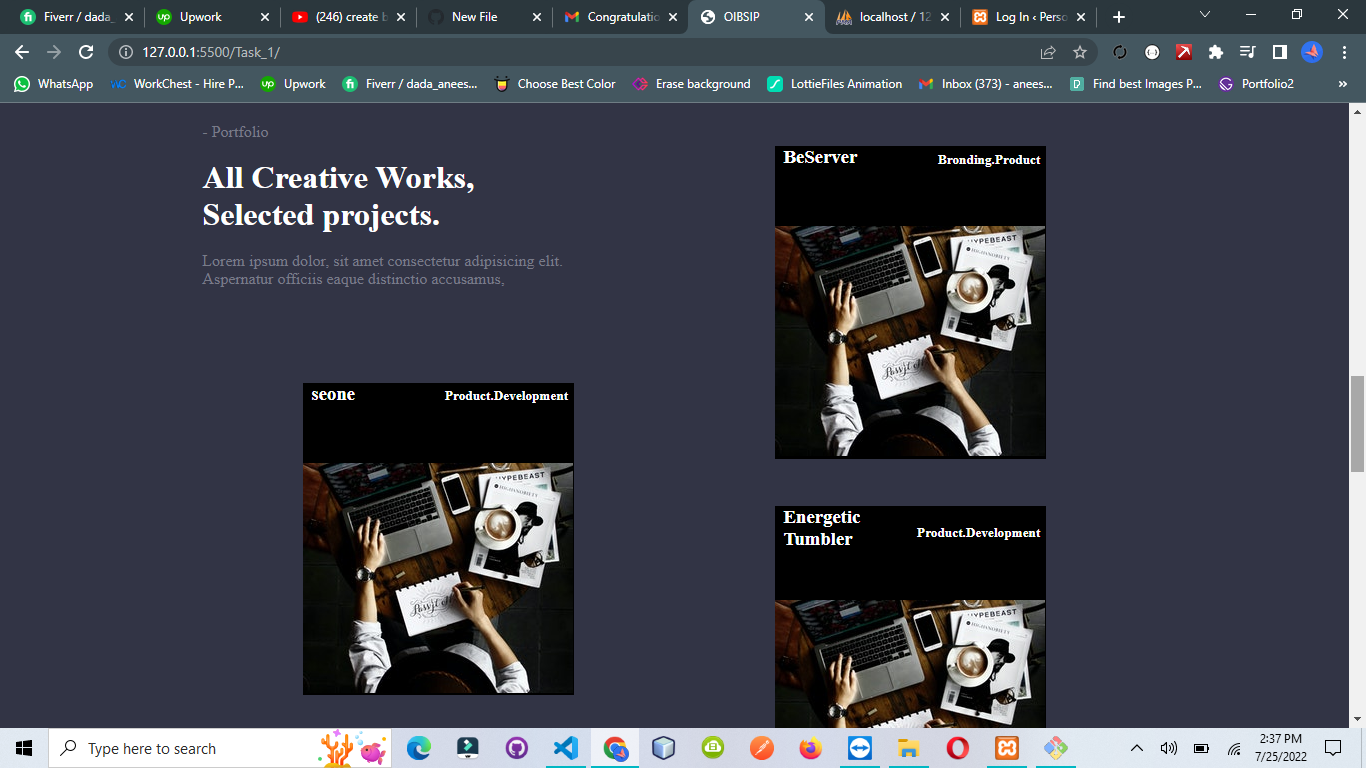 Fiverr / dada_
Upwork
(246) create b
New File
Congratulatio
OIBSIP
localhost / 12
Log In ‹ Perso
127.0.0.1:5500/Task_1/
WhatsApp
WorkChest - Hire P...
Upwork
Fiverr / dada_anees...
Choose Best Color
Erase background
LottieFiles Animation
Inbox (373) - anees...
Find best Images P...
Portfolio2
»
- Portfolio
All Creative Works,
Selected projects.
Lorem ipsum dolor, sit amet consectetur adipisicing elit.
Aspernatur officiis eaque distinctio accusamus,
BeServer
Bronding.Product
HYPEBEAST
seone
Product.Development
HYPEBEAST
Energetic
Tumbler
Product.Development
HYPEBEAST
Type here to search
2:37 PM
7/25/2022